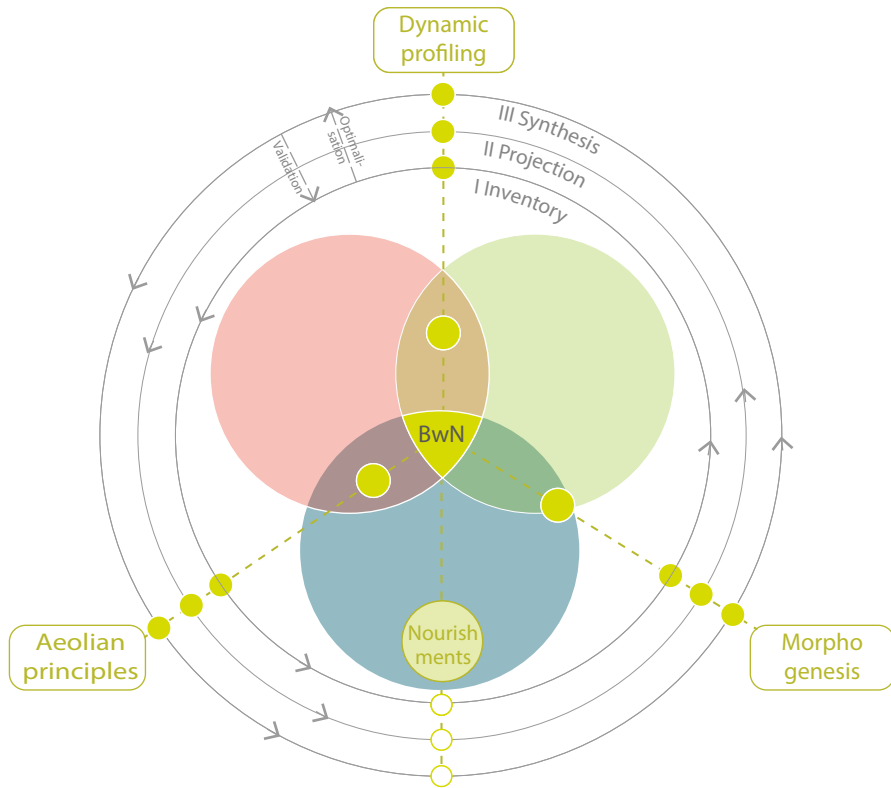 Dynamic
profiling
III Synthesis
II Projection
I Inventory
Optimali-
sation
Validation
BwN
Nourish
ments
Aeolian
principles
Morpho
genesis